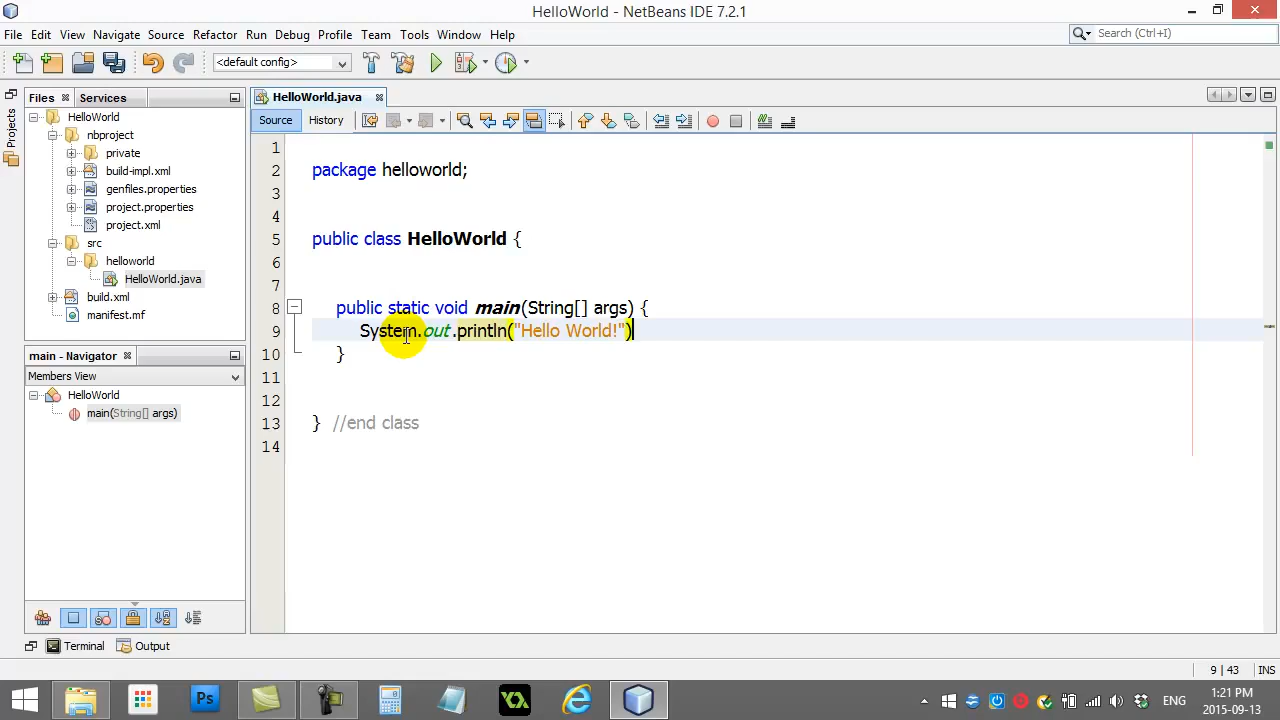 HelloWorld - NetBeans IDE 7.2.1
File Edit View Navigate Source Refactor Run Debug Profile Team Tools Window Help
Search (Ctrl+I)
<default config>
Projects
Files
Services
HelloWorld
nbproject
private
build-impl.xml
genfiles.properties
project.properties
project.xml
src
helloworld
HelloWorld.java
build.xml
manifest.mf
main - Navigator
Members View
HelloWorld
main(String[] args)
HelloWorld.java
Source
History
1
2 package helloworld;
3
4
5 public class HelloWorld {
6
7
8 public static void main(String[] args) {
9 System.out.println("Hello World!")
10 }
11
12
13 } //end class
14
Terminal
Output
9 | 43
INS
Ps
ENG
1:21 PM
2015-09-13